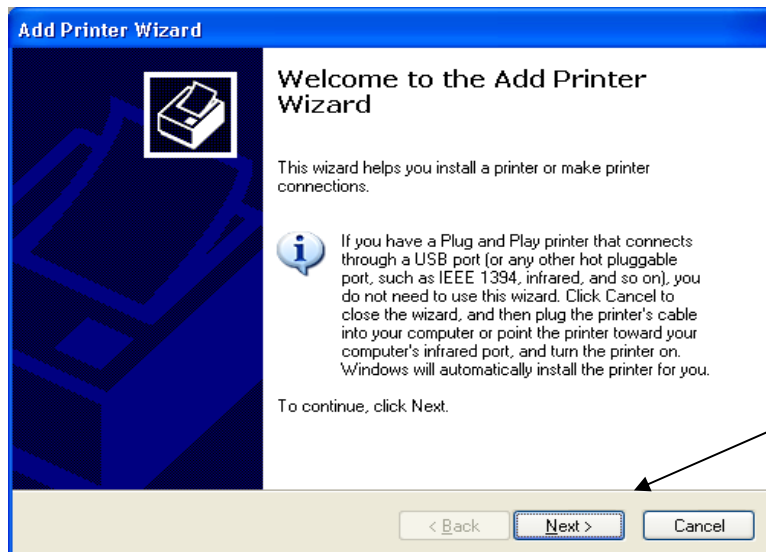 Add Printer Wizard
Welcome to the Add Printer
Wizard
This wizard helps you install a printer or make printer
connections.
If you have a Plug and Play printer that connects
through a USB port (or any other hot pluggable
port, such as IEEE 1394, infrared, and so on), you
do not need to use this wizard. Click Cancel to
close the wizard, and then plug the printer's cable
into your computer or point the printer toward your
computer's infrared port, and turn the printer on.
Windows will automatically install the printer for you.
To continue, click Next.
< Back Next > Cancel